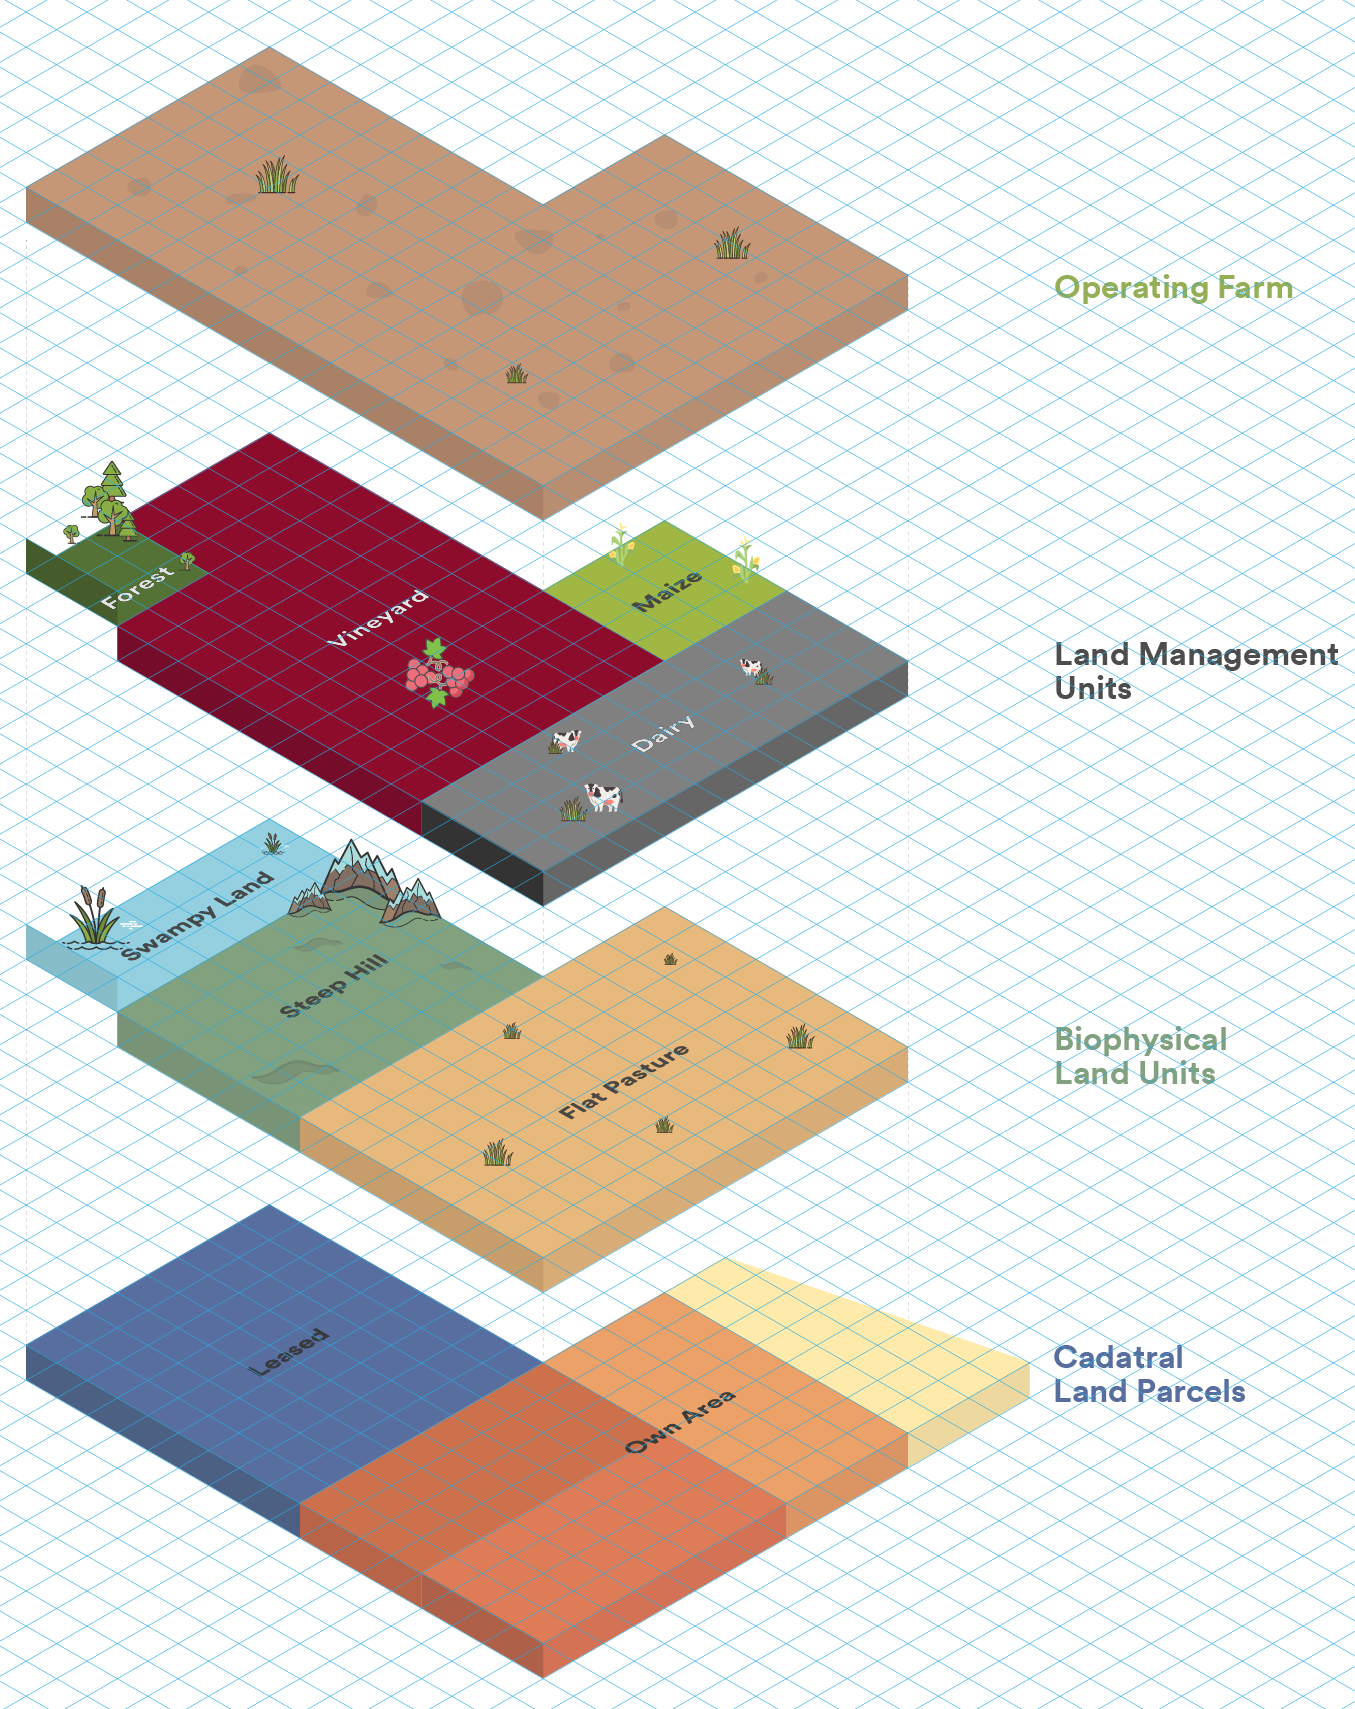 Operating Farm
Forest
Vineyard
Maize
Dairy
Land Management
Units
Swampy Land
Steep Hill
Flat Pasture
Biophysical
Land Units
Leased
Own Area
Cadatral
Land Parcels